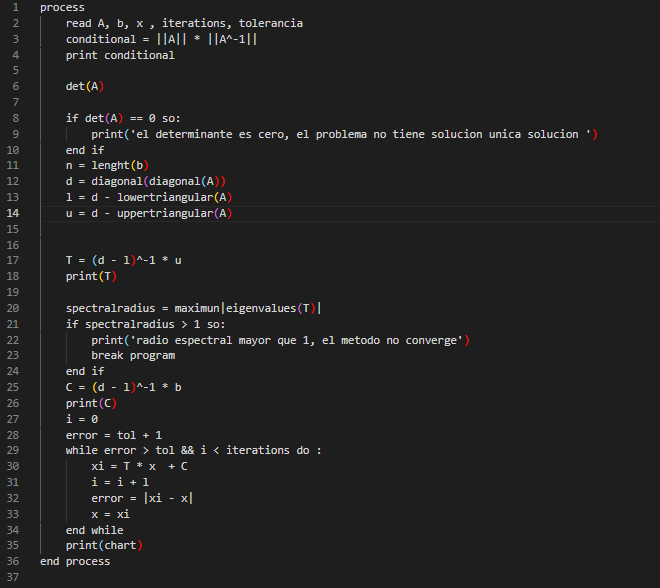 1 process
2 read A, b, x , iterations, tolerancia
3 conditional = ||A|| * ||A^-1||
4 print conditional
5
6 det(A)
7
8 if det(A) == 0 so:
9 print('el determinante es cero, el problema no tiene solucion unica solucion ')
10 end if
11 n = lenght(b)
12 d = diagonal(diagonal(A))
13 l = d - lowertriangular(A)
14 u = d - uppertriangular(A)
15
16
17 T = (d - l)^-1 * u
18 print(T)
19
20 spectralradius = maximun|eigenvalues(T)|
21 if spectralradius > 1 so:
22 print('radio espectral mayor que 1, el metodo no converge')
23 break program
24 end if
25 C = (d - l)^-1 * b
26 print(C)
27 i = 0
28 error = tol + 1
29 while error > tol && i < iterations do :
30 xi = T * x  + C
31 i = i + 1
32 error = |xi - x|
33 x = xi
34 end while
35 print(chart)
36 end process
37